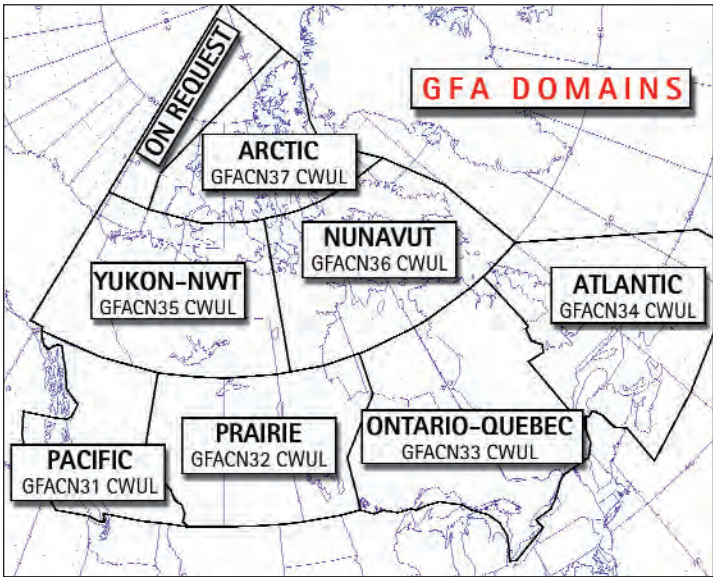 ON REQUEST
GFA DOMAINS
ARCTIC
GFACN37 CWUL
NUNAVUT
GFACN36 CWUL
YUKON-NWT
GFACN35 CWUL
ATLANTIC
GFACN34 CWUL
PRAIRIE
GFACN32 CWUL
ONTARIO-QUEBEC
GFACN33 CWUL
PACIFIC
GFACN31 CWUL